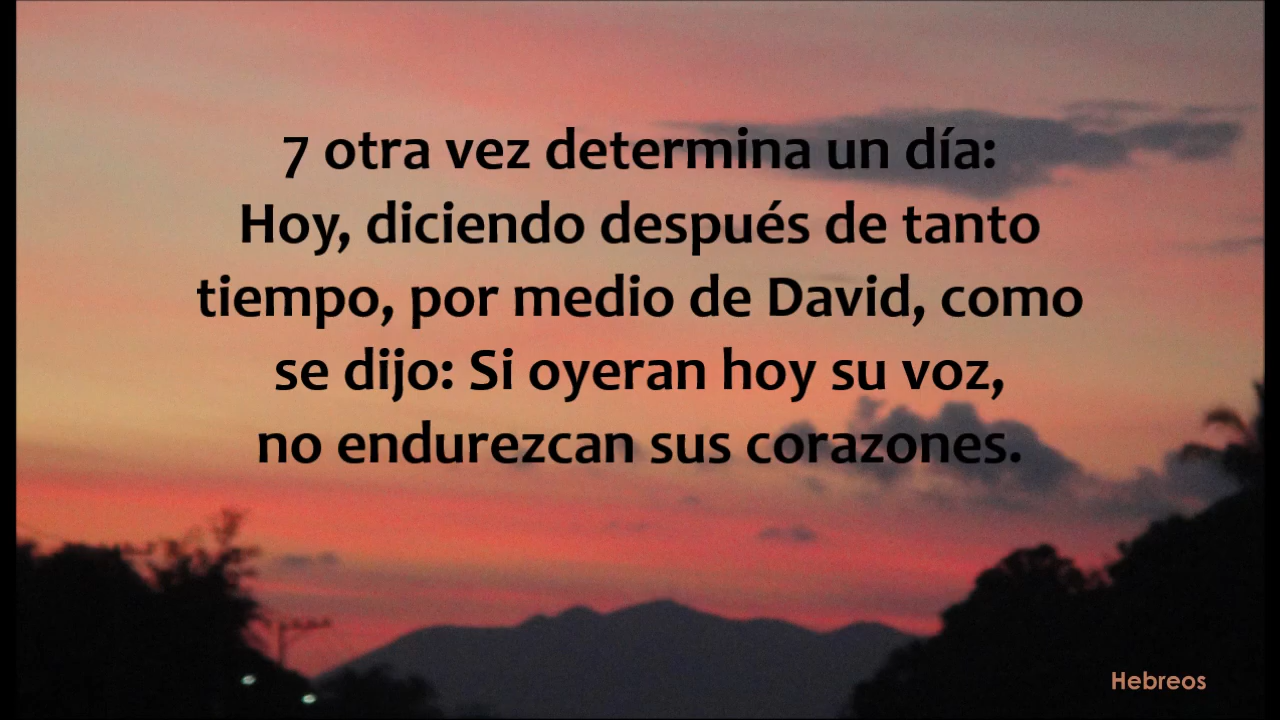 7 otra vez determina un día:
Hoy, diciendo después de tanto
tiempo, por medio de David, como
se dijo: Si oyeran hoy su voz,
no endurezcan sus corazones.
Hebreos